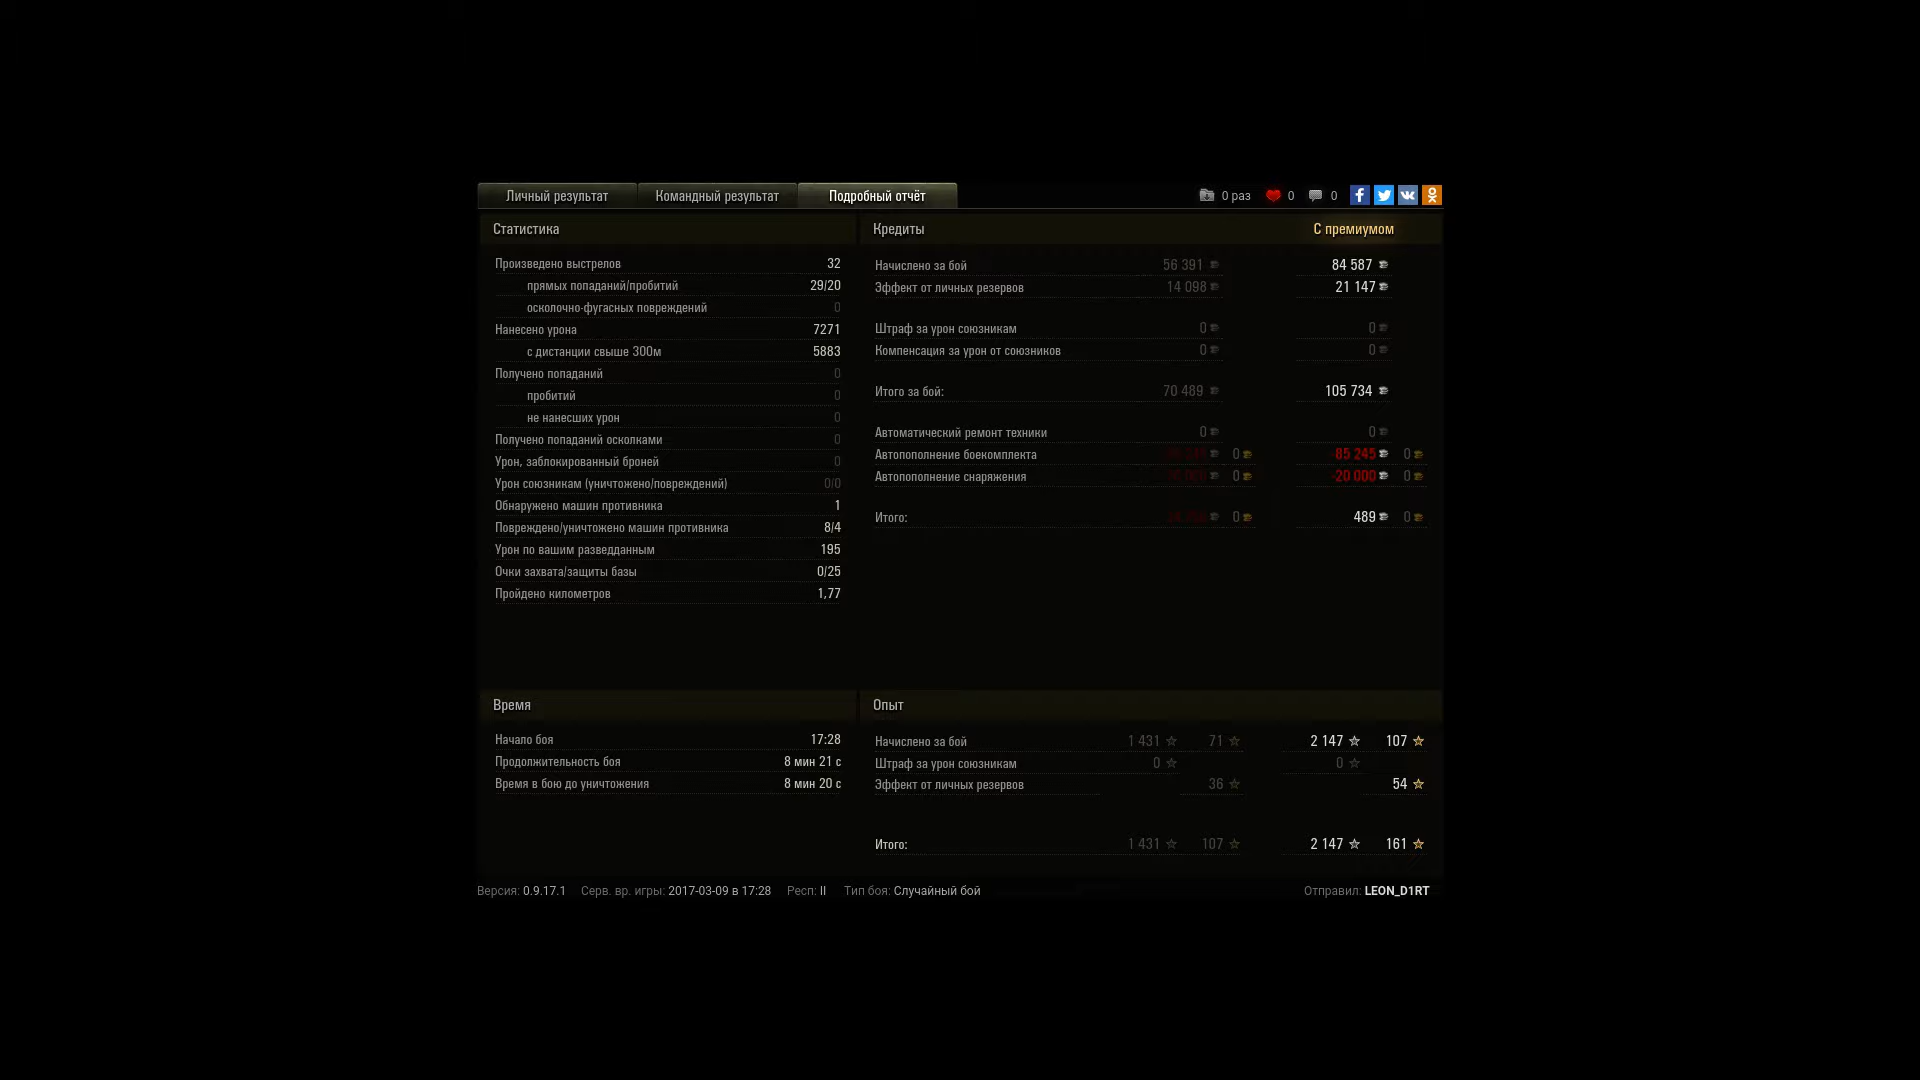 Личный результат Командный результат Подробный отчёт 0 раз 0 0
Статистика
Произведено выстрелов 32
прямых попаданий/пробитий 29/20
осколочно-фугасных повреждений 0
Нанесено урона 7271
с дистанции свыше 300м 5883
Получено попаданий 0
пробитий 0
не нанесших урон 0
Получено попаданий осколками 0
Урон, заблокированный броней 0
Урон союзникам (уничтожено/повреждений) 0/0
Обнаружено машин противника 1
Повреждено/уничтожено машин противника 8/4
Урон по вашим разведданным 195
Очки захвата/защиты базы 0/25
Пройдено километров 1,77
Кредиты С премиумом
Начислено за бой 56 391 84 587
Эффект от личных резервов 14 098 21 147
Штраф за урон союзникам 0 0
Компенсация за урон от союзников 0 0
Итого за бой: 70 489 105 734
Автоматический ремонт техники 0 0
Автопополнение боекомплекта 0 -85 245 0
Автопополнение снаряжения 0 -20 000 0
Итого: 0 489 0
Время
Начало боя 17:28
Продолжительность боя 8 мин 21 с
Время в бою до уничтожения 8 мин 20 с
Опыт
Начислено за бой 1 431 71 2 147 107
Штраф за урон союзникам 0 0
Эффект от личных резервов 36 54
Итого: 1 431 107 2 147 161
Версия: 0.9.17.1 Серв. вр. игры: 2017-03-09 в 17:28 Респ: II Тип боя: Случайный бой Отправил: LEON_D1RT